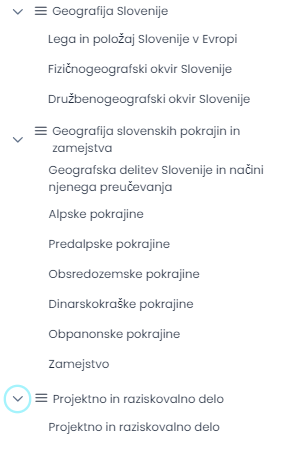 Geografija Slovenije
Lega in položaj Slovenije v Evropi
Fizičnogeografski okvir Slovenije
Družbenogeografski okvir Slovenije
Geografija slovenskih pokrajin in
zamejstva
Geografska delitev Slovenije in načini
njenega preučevanja
Alpske pokrajine
Predalpske pokrajine
Obsredozemske pokrajine
Dinarskokraške pokrajine
Obpanonske pokrajine
Zamejstvo
Projektno in raziskovalno delo
Projektno in raziskovalno delo